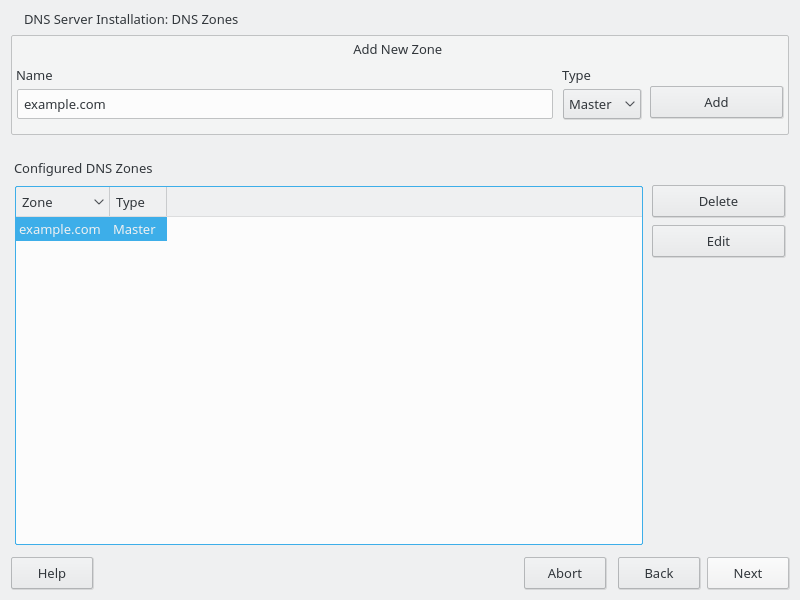 DNS Server Installation: DNS Zones
Add New Zone
Name
Type
example.com
Master
Add
Configured DNS Zones
Zone
Type
example.com
Master
Delete
Edit
Help
Abort
Back
Next